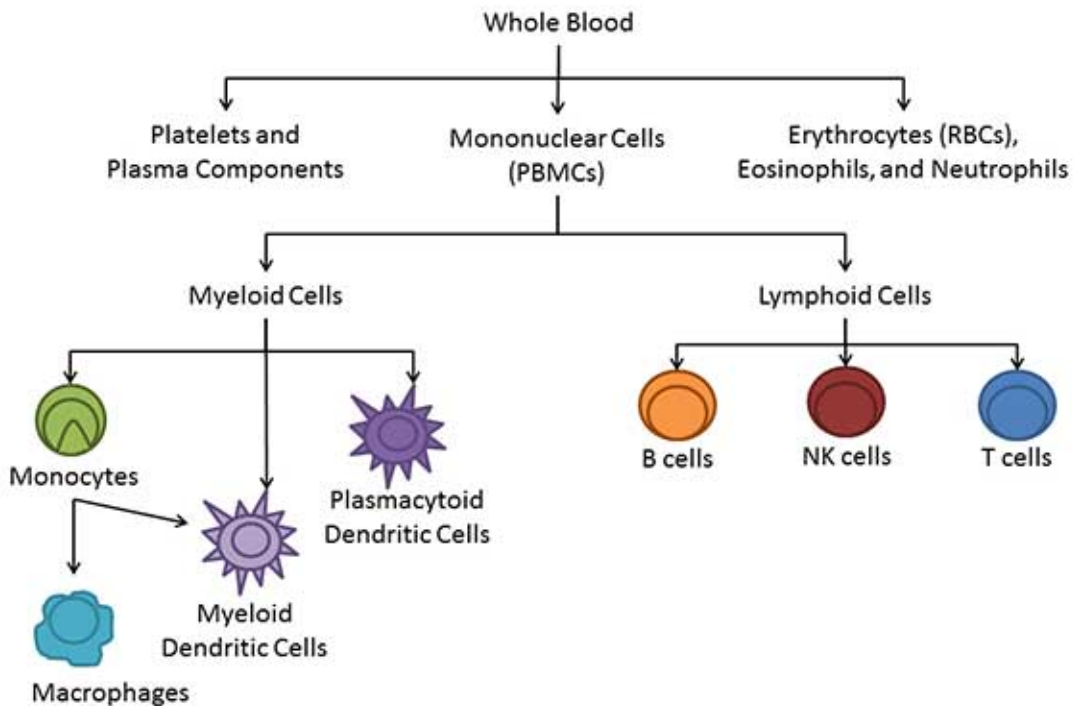 Whole Blood
Platelets and
Plasma Components
Mononuclear Cells
(PBMCs)
Erythrocytes (RBCs),
Eosinophils, and Neutrophils
Myeloid Cells
Lymphoid Cells
Monocytes
Plasmacytoid
Dendritic Cells
B cells
NK cells
T cells
Myeloid
Dendritic Cells
Macrophages